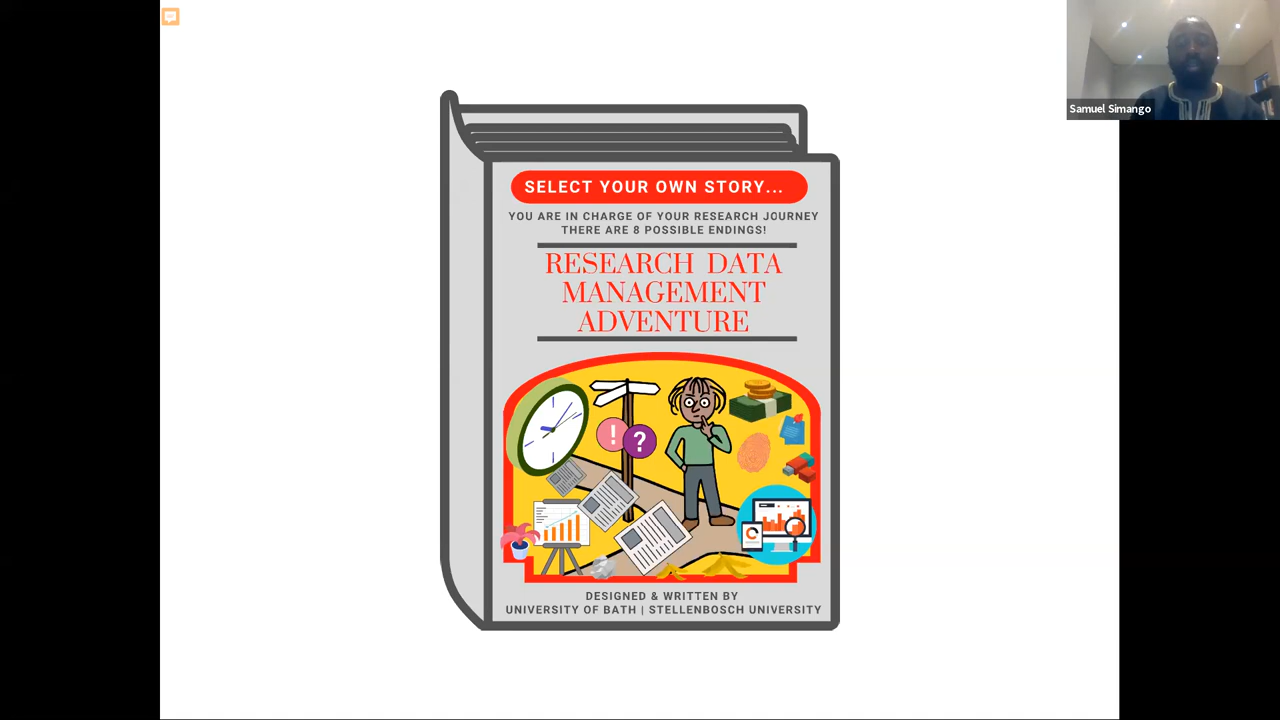 SELECT YOUR OWN STORY...
YOU ARE IN CHARGE OF YOUR RESEARCH JOURNEY
THERE ARE 8 POSSIBLE ENDINGS!
RESEARCH DATA
MANAGEMENT
ADVENTURE
!
?
DESIGNED & WRITTEN BY
UNIVERSITY OF BATH | STELLENBOSCH UNIVERSITY
Samuel Simango